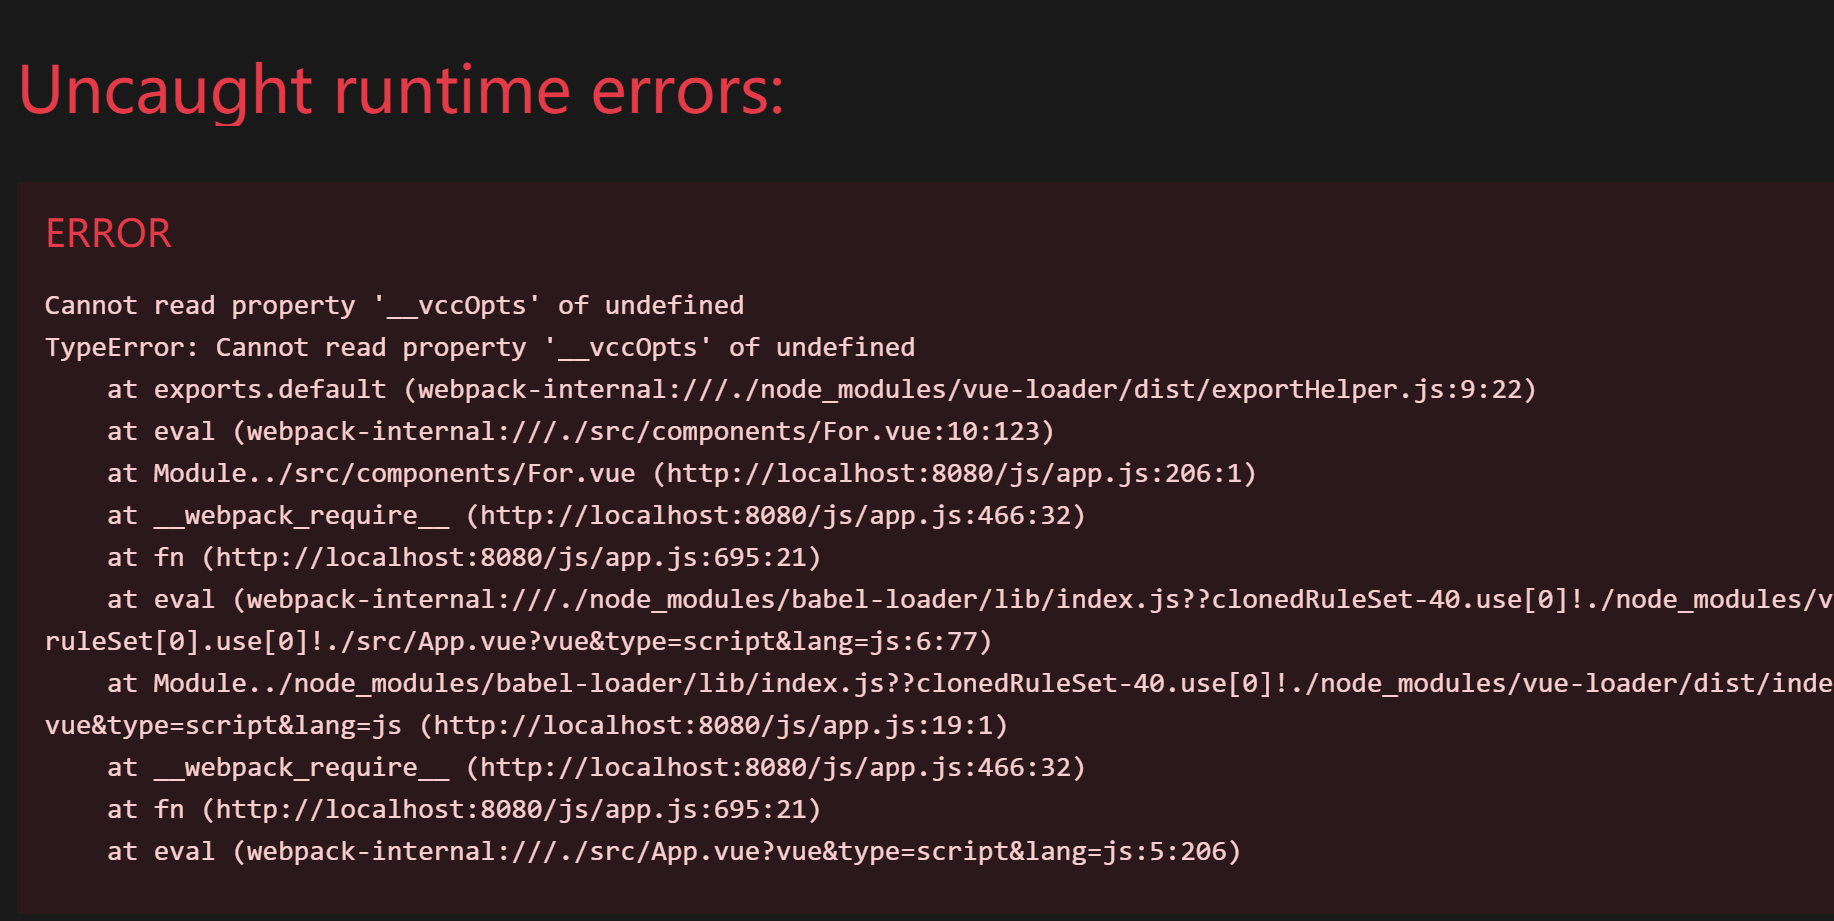 Uncaught runtime errors:
ERROR
Cannot read property '__vccOpts' of undefined
TypeError: Cannot read property '__vccOpts' of undefined
    at exports.default (webpack-internal:///./node_modules/vue-loader/dist/exportHelper.js:9:22)
    at eval (webpack-internal:///./src/components/For.vue:10:123)
    at Module../src/components/For.vue (http://localhost:8080/js/app.js:206:1)
    at __webpack_require__ (http://localhost:8080/js/app.js:466:32)
    at fn (http://localhost:8080/js/app.js:695:21)
    at eval (webpack-internal:///./node_modules/babel-loader/lib/index.js??clonedRuleSet-40.use[0]!./node_modules/v
ruleSet[0].use[0]!./src/App.vue?vue&type=script&lang=js:6:77)
    at Module../node_modules/babel-loader/lib/index.js??clonedRuleSet-40.use[0]!./node_modules/vue-loader/dist/inde
vue&type=script&lang=js (http://localhost:8080/js/app.js:19:1)
    at __webpack_require__ (http://localhost:8080/js/app.js:466:32)
    at fn (http://localhost:8080/js/app.js:695:21)
    at eval (webpack-internal:///./src/App.vue?vue&type=script&lang=js:5:206)